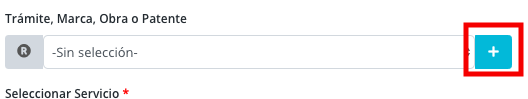 Trámite, Marca, Obra o Patente
® -Sin selección- +
Seleccionar Servicio *